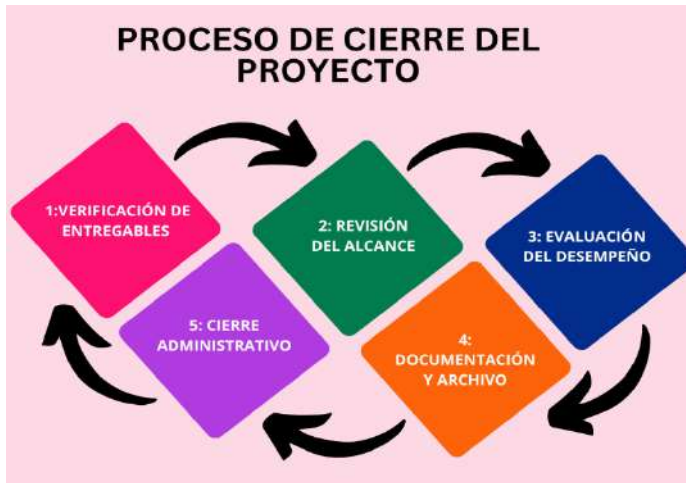 PROCESO DE CIERRE DEL
PROYECTO
1:VERIFICACIÓN DE
ENTREGABLES
2: REVISIÓN
DEL ALCANCE
3: EVALUACIÓN
DEL DESEMPEÑO
4:
DOCUMENTACIÓN
Y ARCHIVO
5: CIERRE
ADMINISTRATIVO